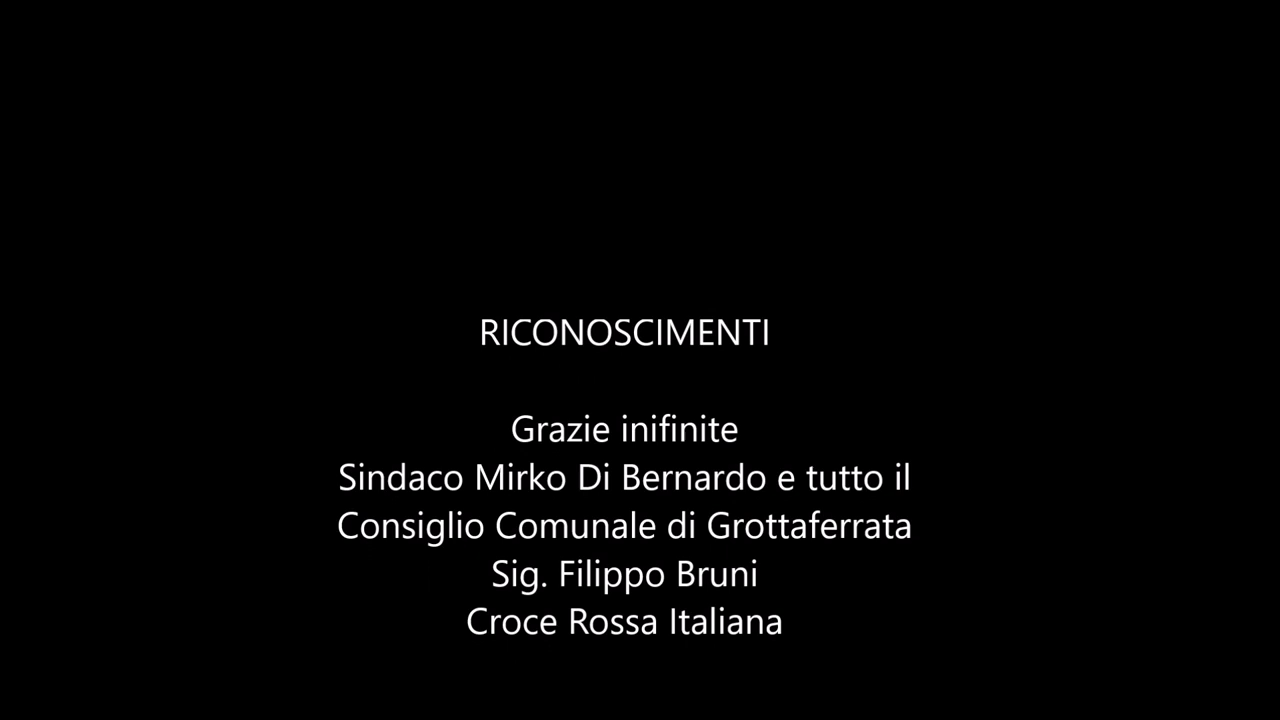 RICONOSCIMENTI
Grazie inifinite
Sindaco Mirko Di Bernardo e tutto il
Consiglio Comunale di Grottaferrata
Sig. Filippo Bruni
Croce Rossa Italiana